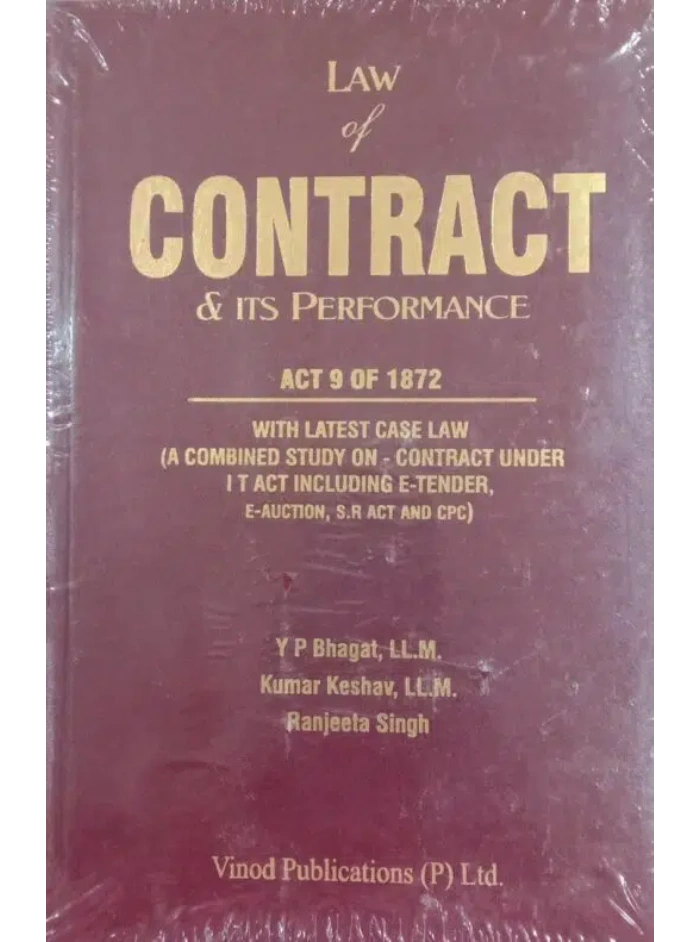 LAW
of
CONTRACT
& ITS PERFORMANCE
ACT 9 OF 1872
WITH LATEST CASE LAW
(A COMBINED STUDY ON - CONTRACT UNDER
I T ACT INCLUDING E-TENDER,
E-AUCTION, S.R ACT AND CPC)
Y P Bhagat, LL.M.
Kumar Keshav, LL.M.
Ranjeeta Singh
Vinod Publications (P) Ltd.